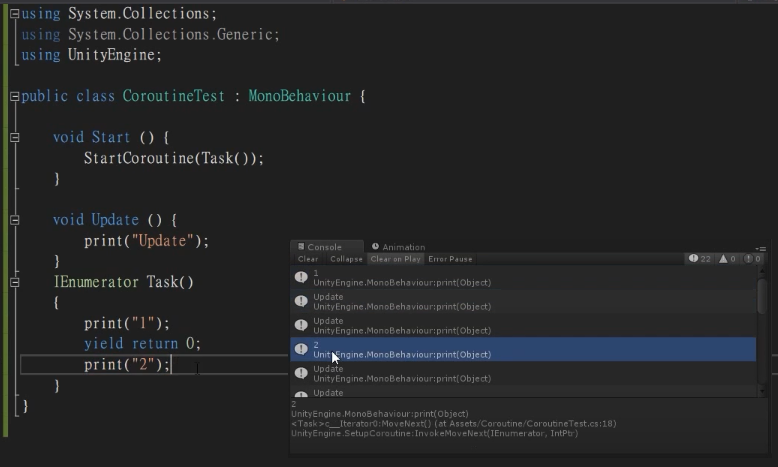 using System.Collections;
using System.Collections.Generic;
using UnityEngine;
public class CoroutineTest : MonoBehaviour {
void Start () {
StartCoroutine(Task());
}
void Update () {
print("Update");
}
IEnumerator Task()
{
print("1");
yield return 0;
print("2");
}
}
Console Animation
Clear Collapse Clear on Play Error Pause 22 0 0
1
UnityEngine.MonoBehaviour:print(Object)
Update
UnityEngine.MonoBehaviour:print(Object)
Update
UnityEngine.MonoBehaviour:print(Object)
2
UnityEngine.MonoBehaviour:print(Object)
Update
UnityEngine.MonoBehaviour:print(Object)
Update
2
UnityEngine.MonoBehaviour:print(Object)
<Task>c__Iterator0:MoveNext() (at Assets/Coroutine/CoroutineTest.cs:18)
UnityEngine.SetupCoroutine:InvokeMoveNext(IEnumerator, IntPtr)